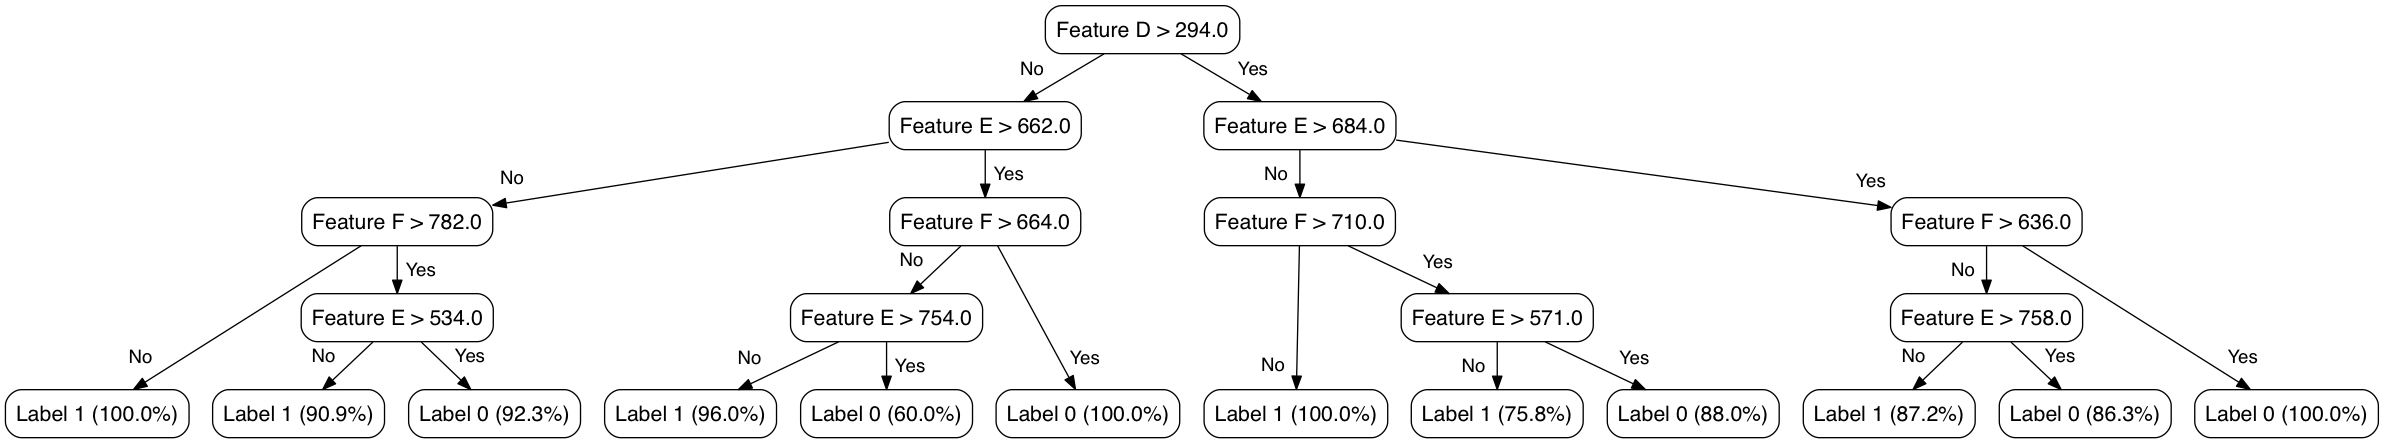 Feature D > 294.0
No
Yes
Feature E > 662.0
Feature E > 684.0
No
Yes
No
Yes
Feature F > 782.0
Feature F > 664.0
Feature F > 710.0
Feature F > 636.0
No
Yes
No
Yes
No
Yes
No
Yes
Feature E > 534.0
Feature E > 754.0
Feature E > 571.0
Feature E > 758.0
No
Yes
No
Yes
No
Yes
No
Yes
Label 1 (100.0%)
Label 1 (90.9%)
Label 0 (92.3%)
Label 1 (96.0%)
Label 0 (60.0%)
Label 0 (100.0%)
Label 1 (100.0%)
Label 1 (75.8%)
Label 0 (88.0%)
Label 1 (87.2%)
Label 0 (86.3%)
Label 0 (100.0%)